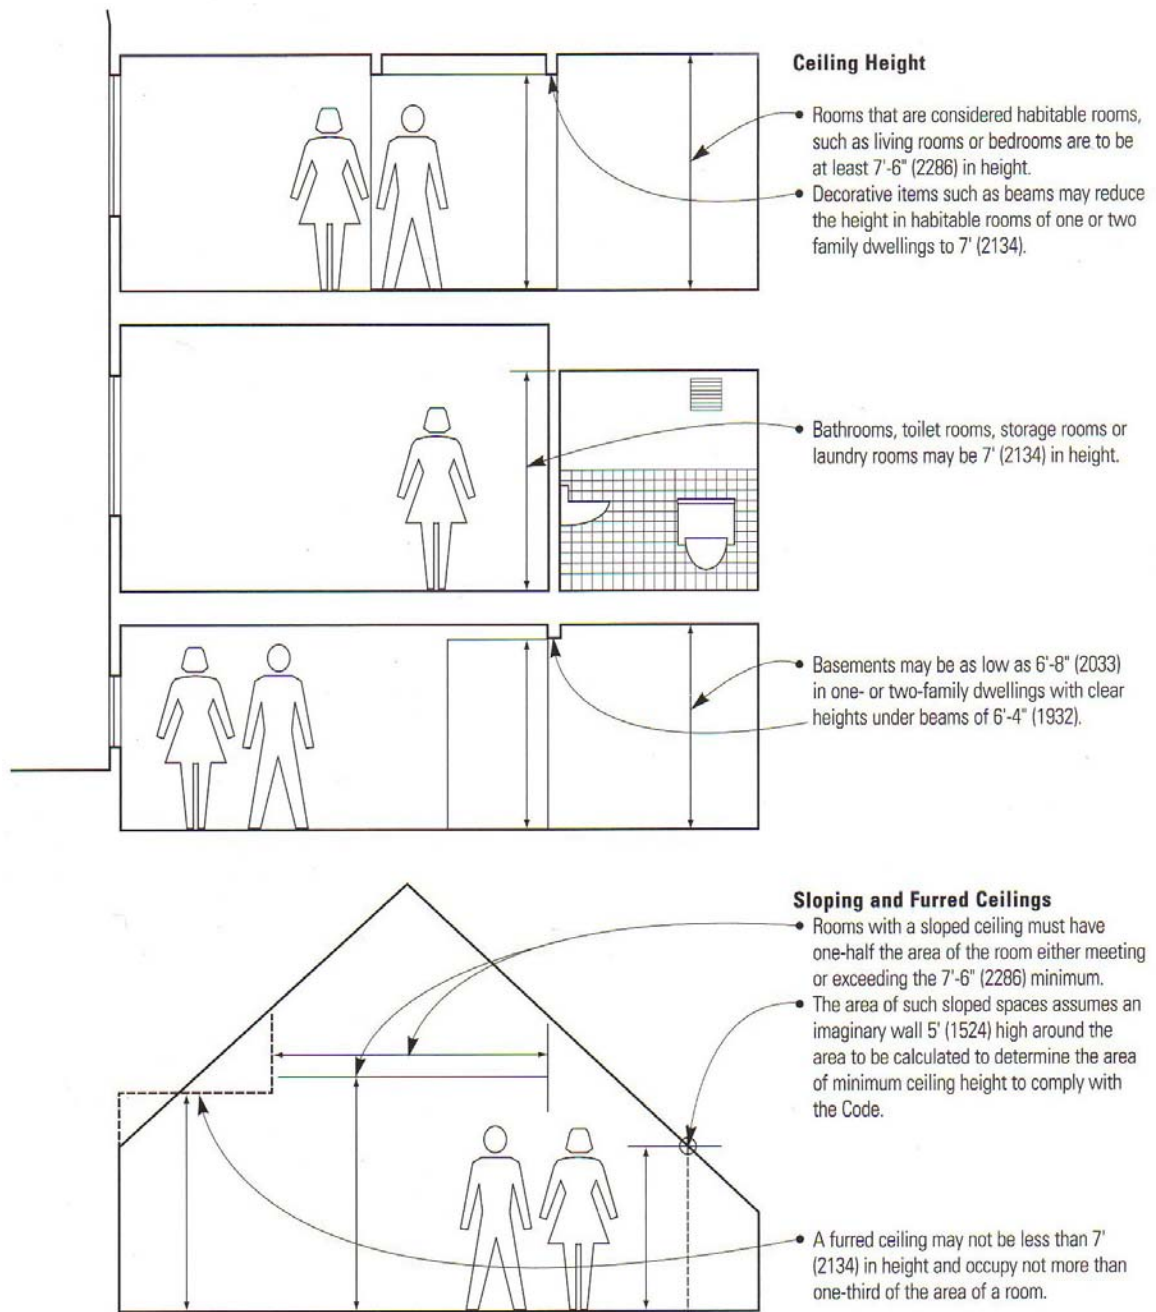 Ceiling Height
• Rooms that are considered habitable rooms,
such as living rooms or bedrooms are to be
at least 7'-6" (2286) in height.
• Decorative items such as beams may reduce
the height in habitable rooms of one or two
family dwellings to 7' (2134).
• Bathrooms, toilet rooms, storage rooms or
laundry rooms may be 7' (2134) in height.
• Basements may be as low as 6'-8" (2033)
in one- or two-family dwellings with clear
heights under beams of 6'-4" (1932).
Sloping and Furred Ceilings
• Rooms with a sloped ceiling must have
one-half the area of the room either meeting
or exceeding the 7'-6" (2286) minimum.
• The area of such sloped spaces assumes an
imaginary wall 5' (1524) high around the
area to be calculated to determine the area
of minimum ceiling height to comply with
the Code.
• A furred ceiling may not be less than 7'
(2134) in height and occupy not more than
one-third of the area of a room.